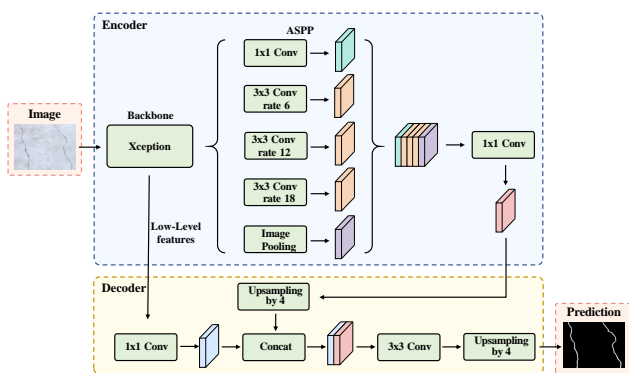 Encoder
ASPP
1x1 Conv
3x3 Conv
rate 6
3x3 Conv
rate 12
3x3 Conv
rate 18
Image
Pooling
Image
Backbone
Xception
Low-Level
features
1x1 Conv
Decoder
Upsampling
by 4
1x1 Conv
Concat
3x3 Conv
Upsampling
by 4
Prediction